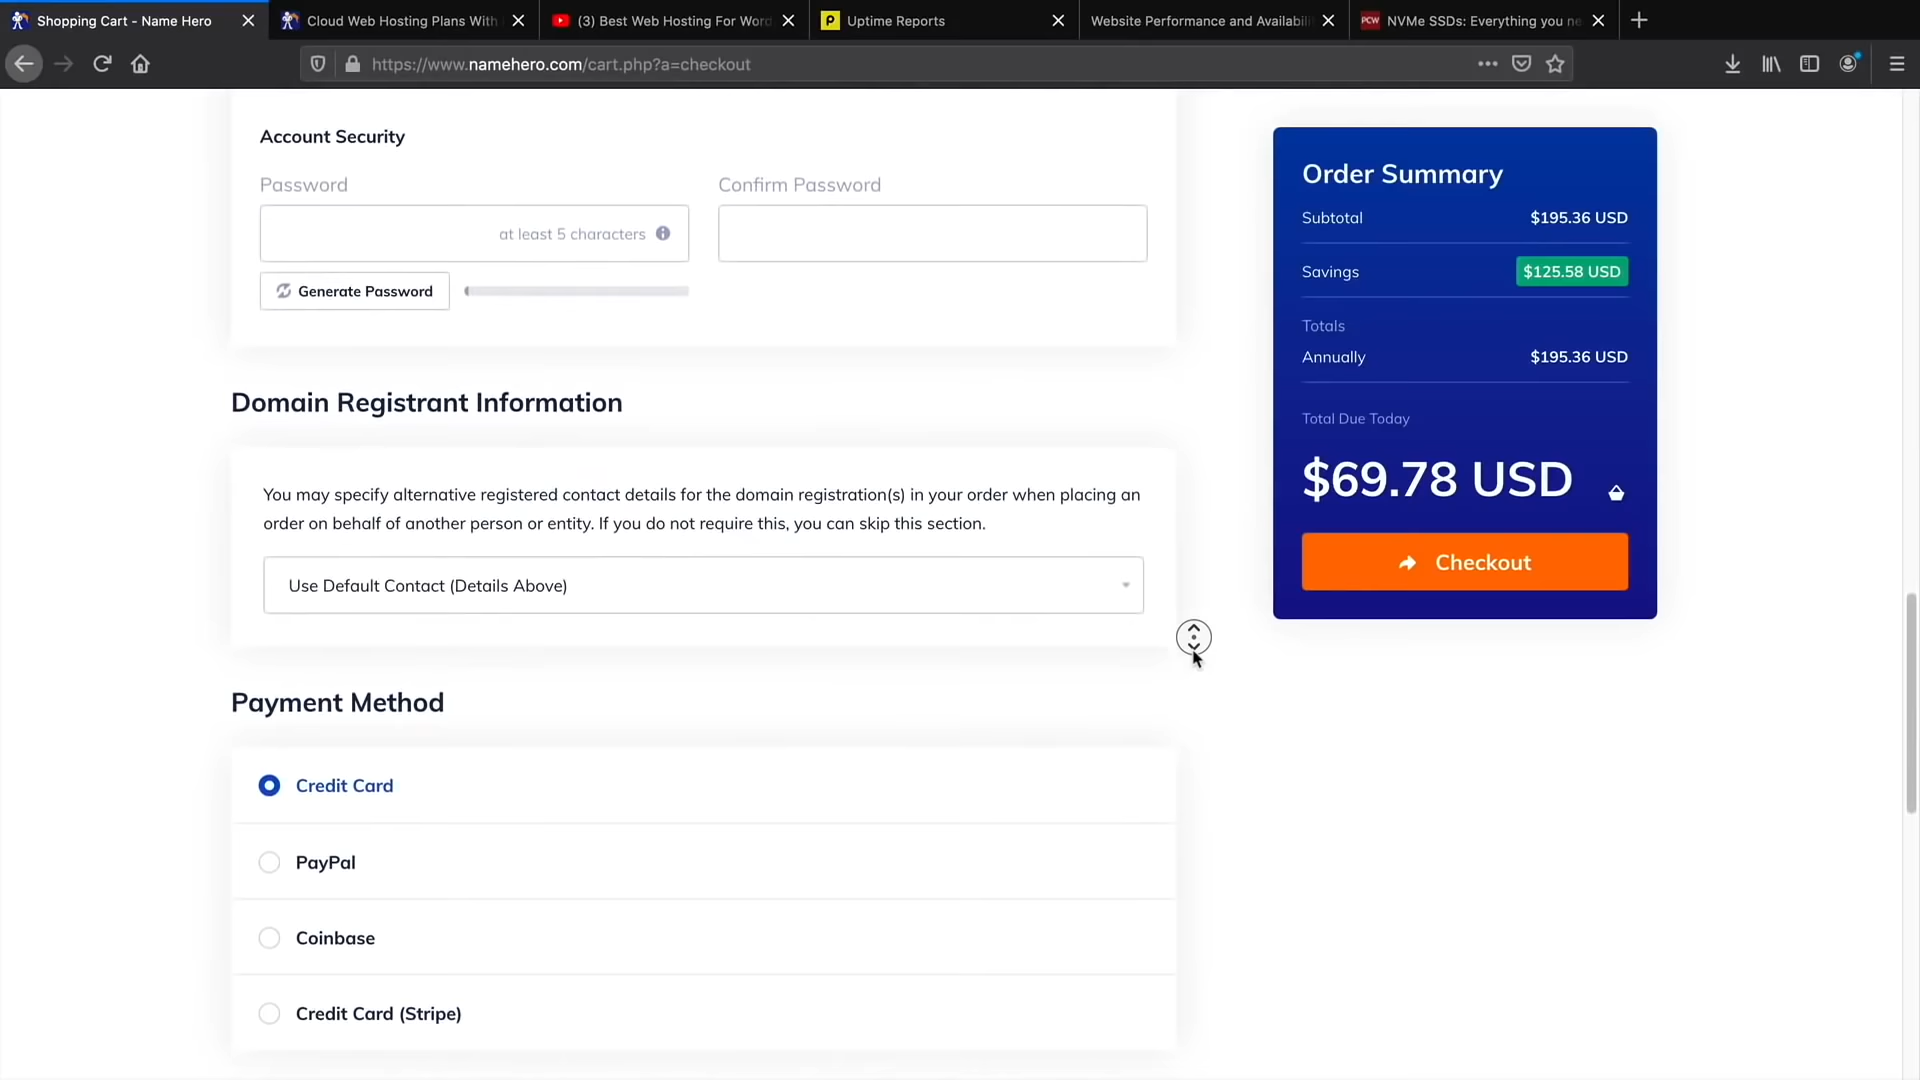 Shopping Cart - Name Hero
Cloud Web Hosting Plans With
(3) Best Web Hosting For Word
Uptime Reports
Website Performance and Availabili
PCW
NVMe SSDs: Everything you ne
https://www.namehero.com/cart.php?a=checkout
Account Security
Password
Confirm Password
at least 5 characters
Generate Password
Domain Registrant Information
You may specify alternative registered contact details for the domain registration(s) in your order when placing an
order on behalf of another person or entity. If you do not require this, you can skip this section.
Use Default Contact (Details Above)
Payment Method
Credit Card
PayPal
Coinbase
Credit Card (Stripe)
Order Summary
Subtotal $195.36 USD
Savings $125.58 USD
Totals
Annually $195.36 USD
Total Due Today
$69.78 USD
Checkout